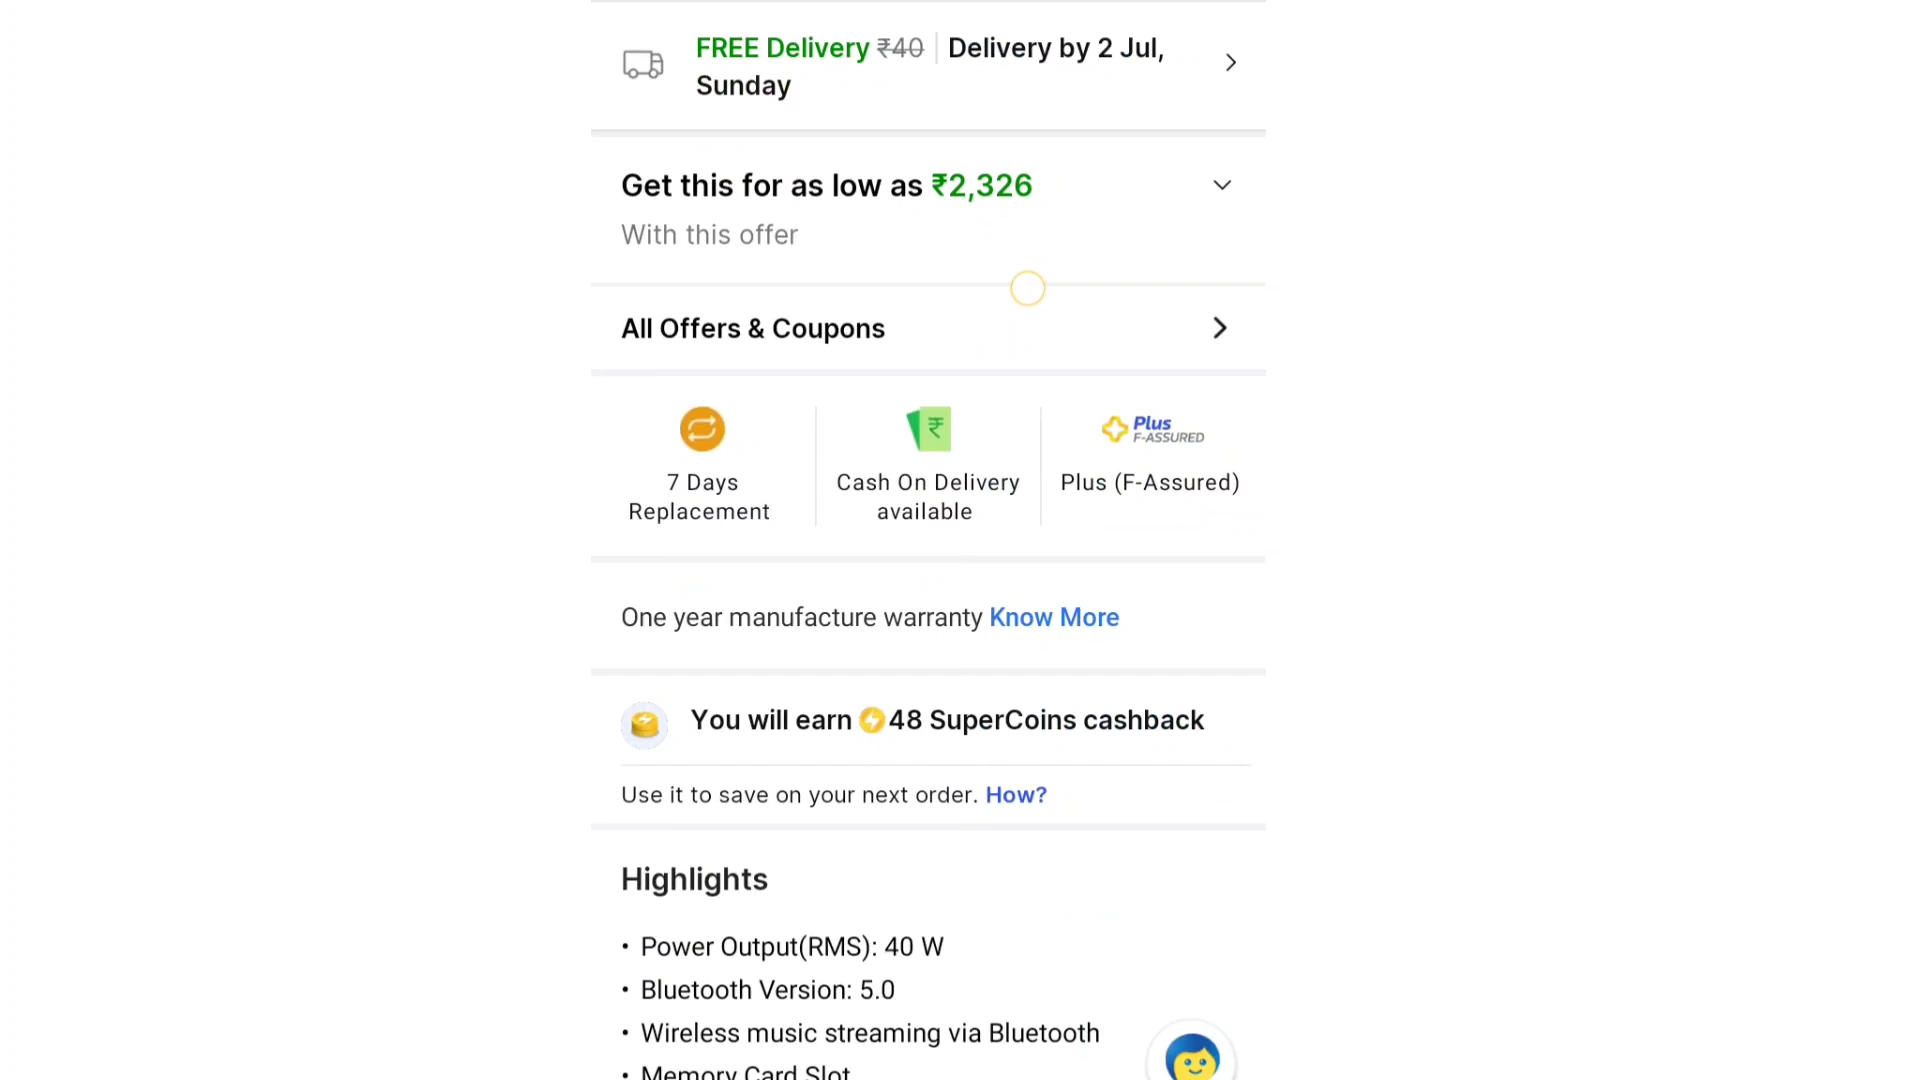 FREE Delivery ₹40 Delivery by 2 Jul,
Sunday
Get this for as low as ₹2,326
With this offer
All Offers & Coupons
Plus
F-ASSURED
7 Days
Replacement
Cash On Delivery
available
Plus (F-Assured)
One year manufacture warranty Know More
You will earn 48 SuperCoins cashback
Use it to save on your next order. How?
Highlights
• Power Output(RMS): 40 W
• Bluetooth Version: 5.0
• Wireless music streaming via Bluetooth
• Memory Card Slot